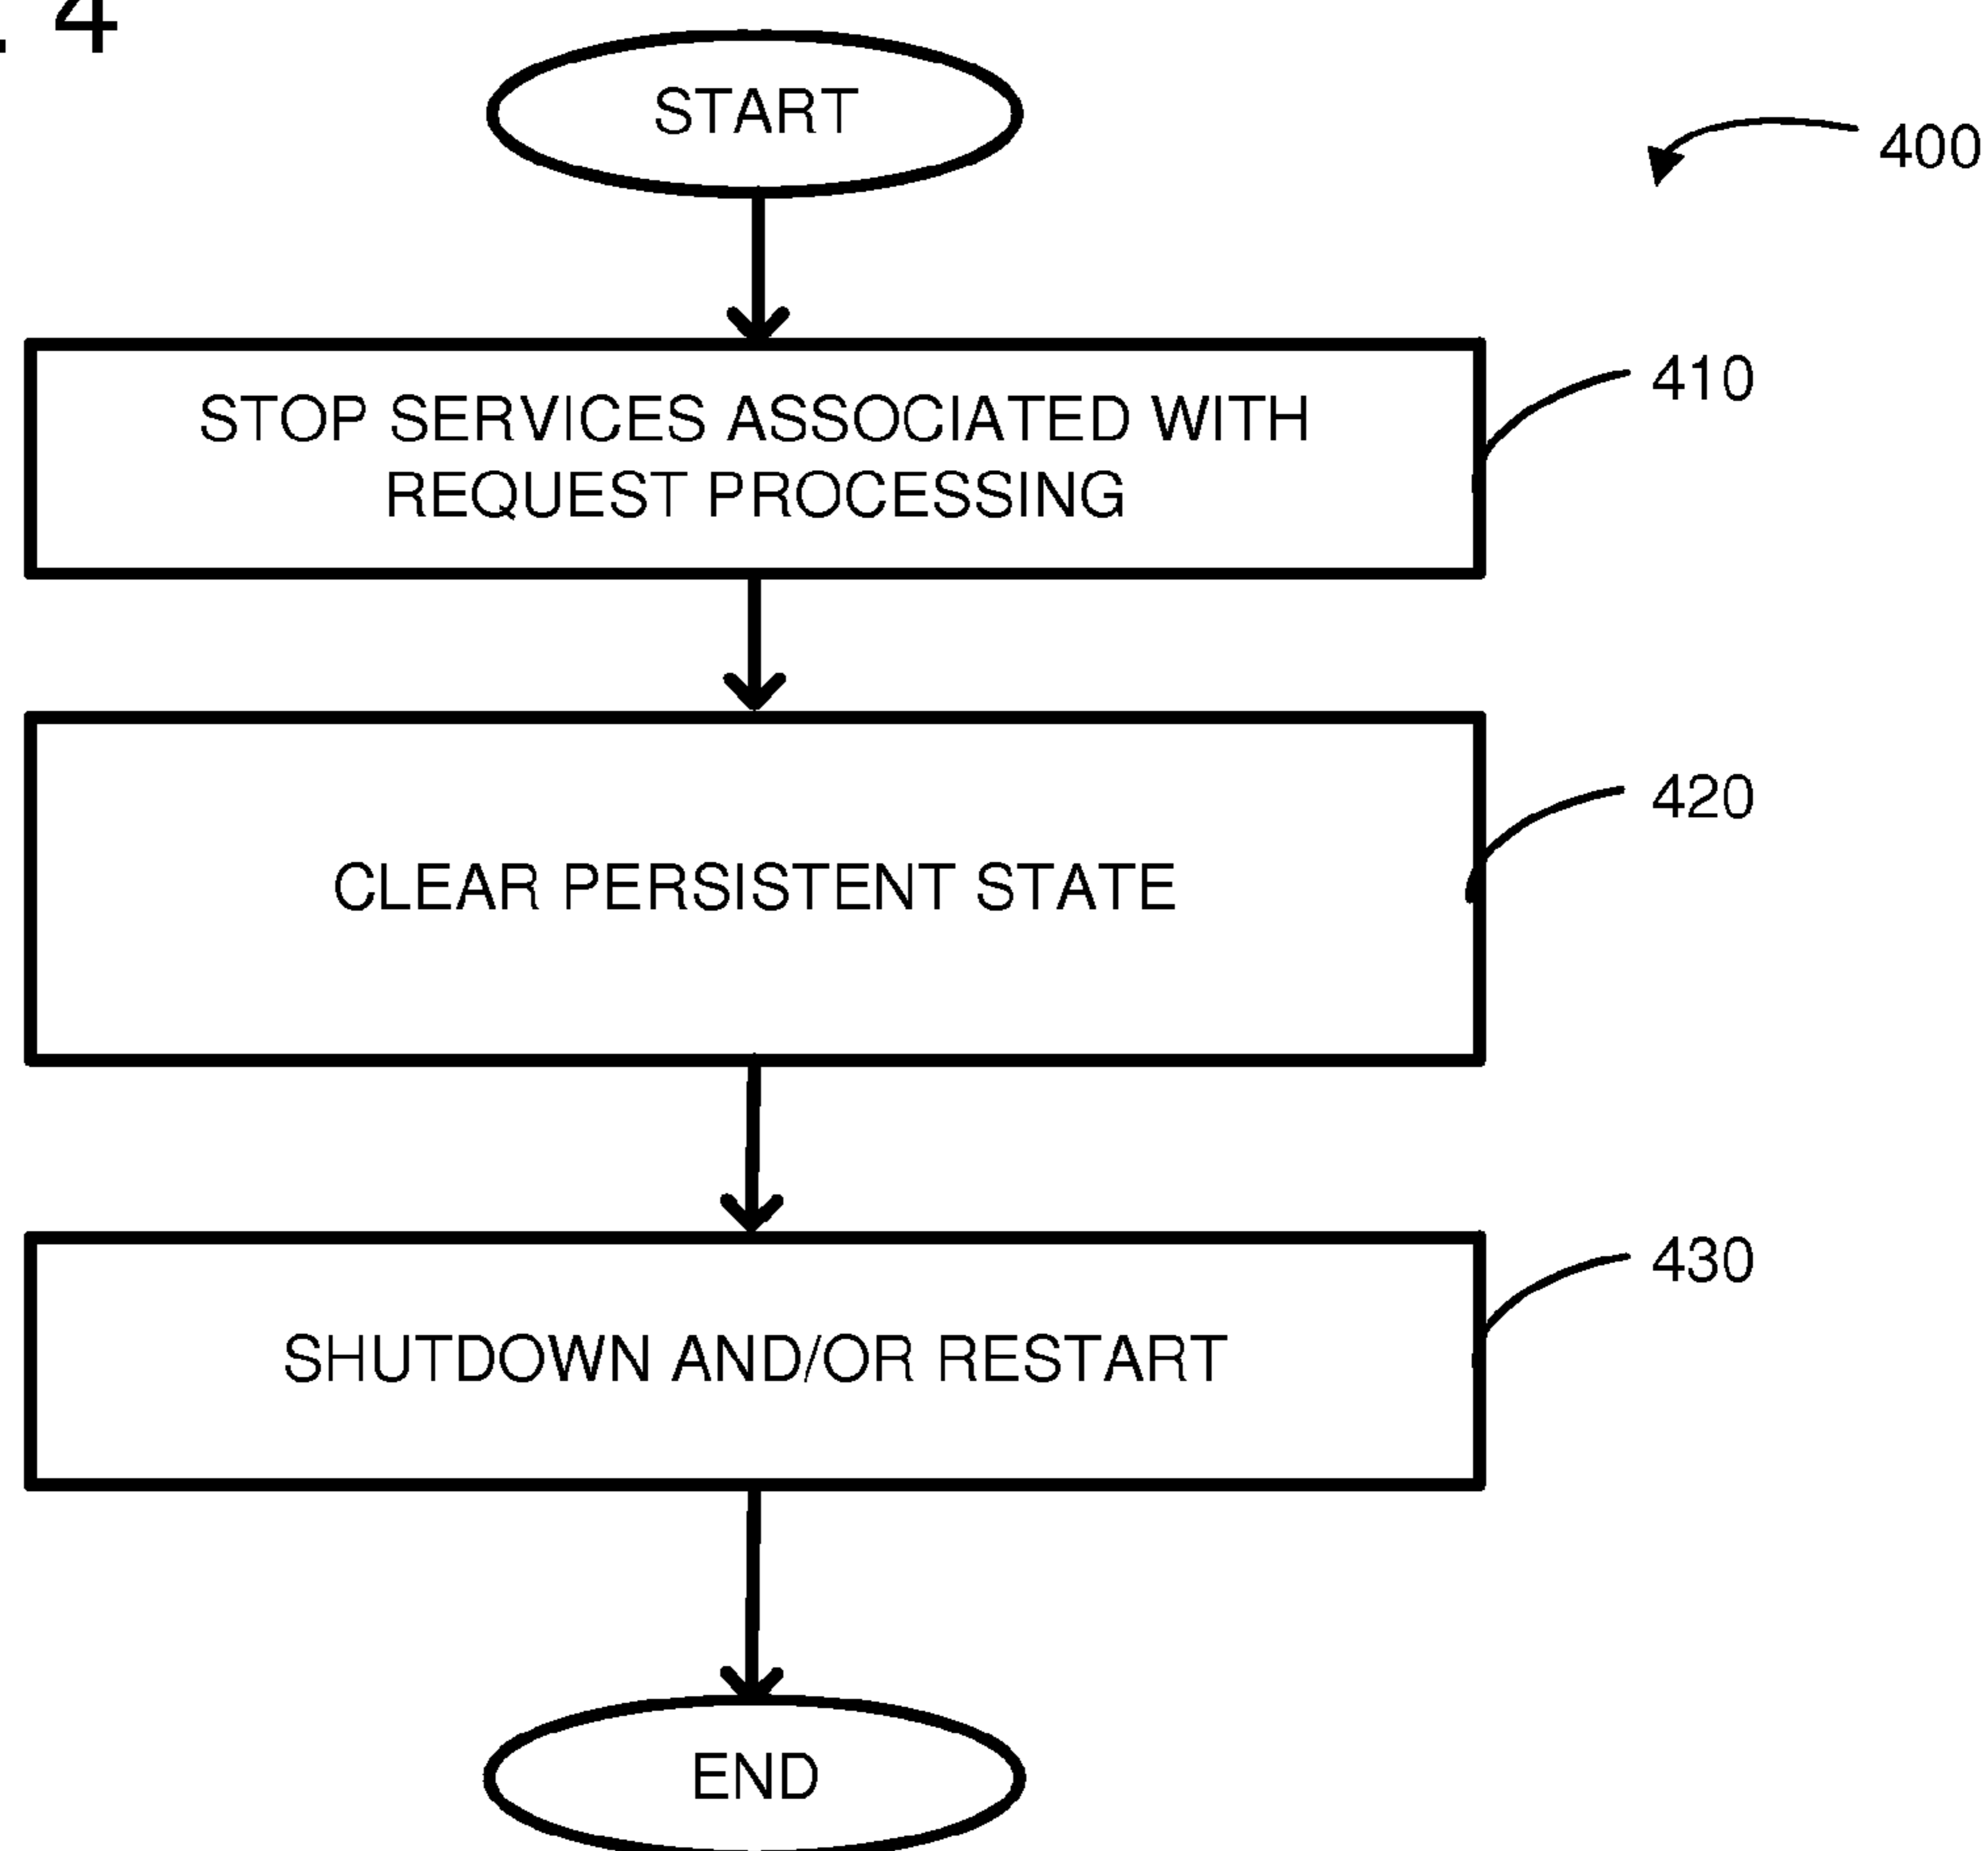 . 4
START
400
STOP SERVICES ASSOCIATED WITH
REQUEST PROCESSING
410
CLEAR PERSISTENT STATE
420
SHUTDOWN AND/OR RESTART
430
END